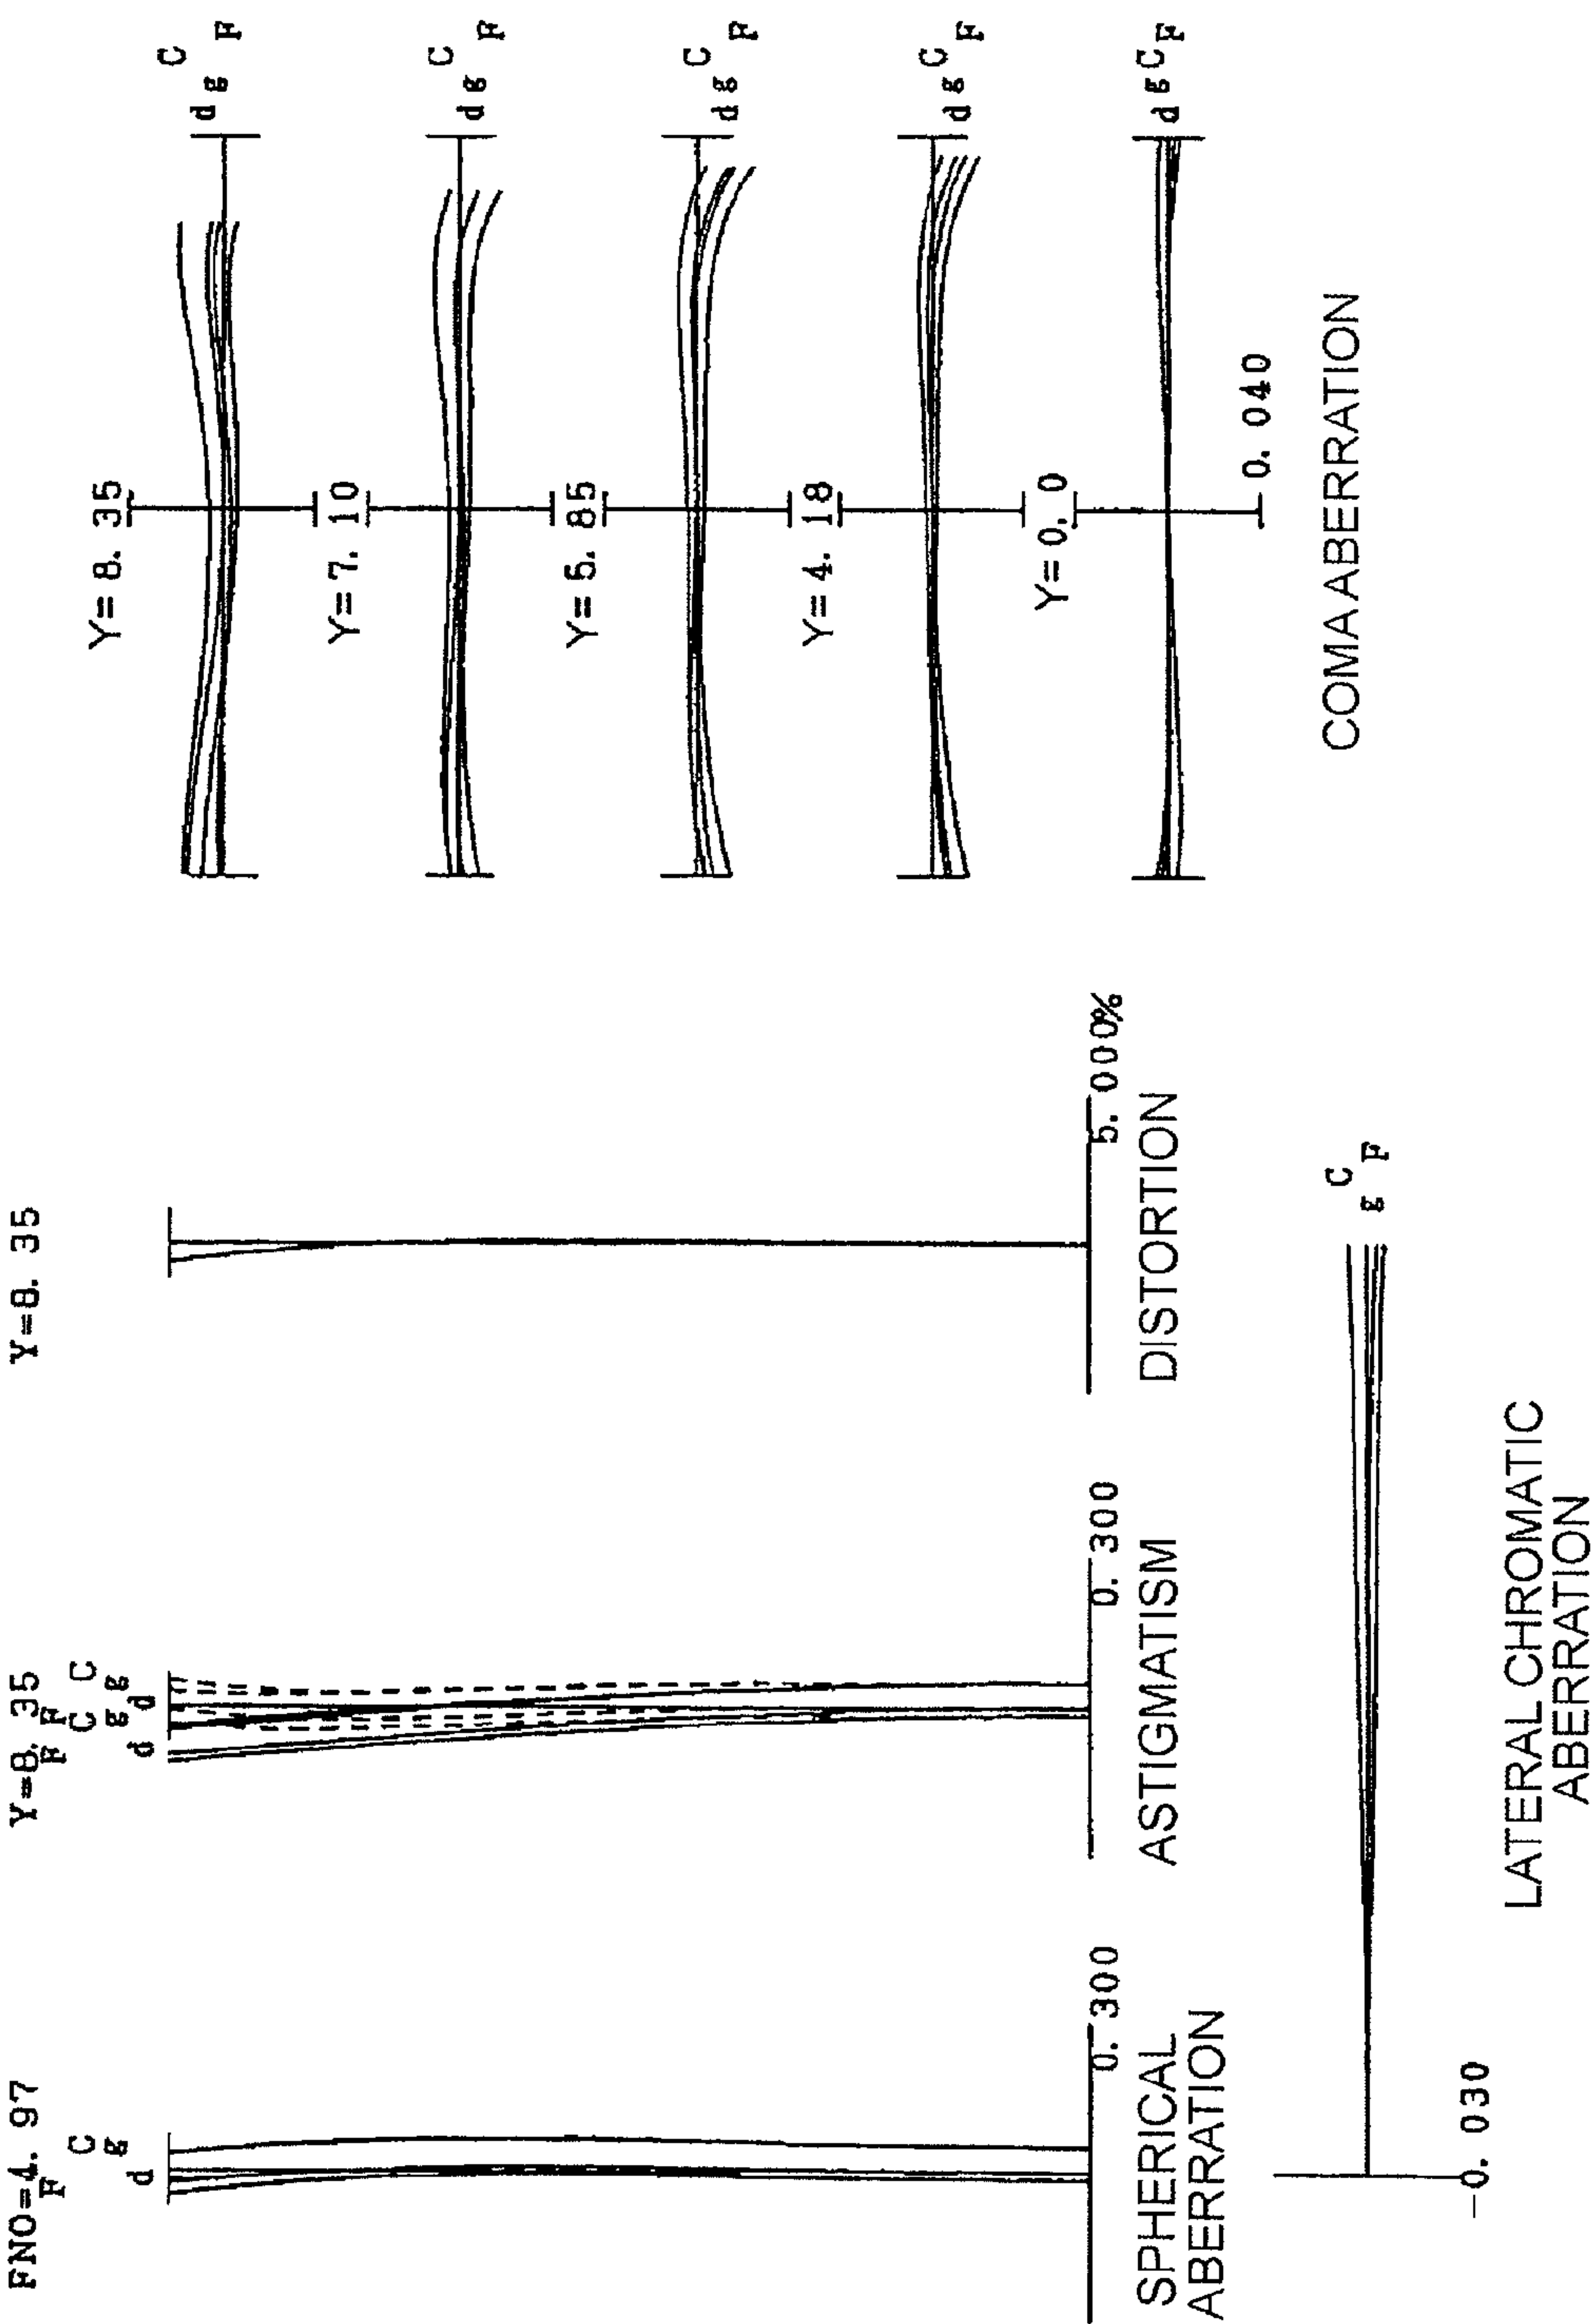 FNO=4. 97
F
C
d
g
SPHERICAL
ABERRATION
0. 300
Y=8. 35
F F
C C
d g d g
ASTIGMATISM
0. 300
Y=8. 35
DISTORTION
5. 000%
Y=8. 35
C
d g
F
Y=7. 10
C
d g
F
Y=5. 85
C
d g
F
Y=4. 18
C
d g
F
Y=0. 0
d g C F
0. 040
COMA ABERRATION
C
g
F
−0. 030
LATERAL CHROMATIC
ABERRATION